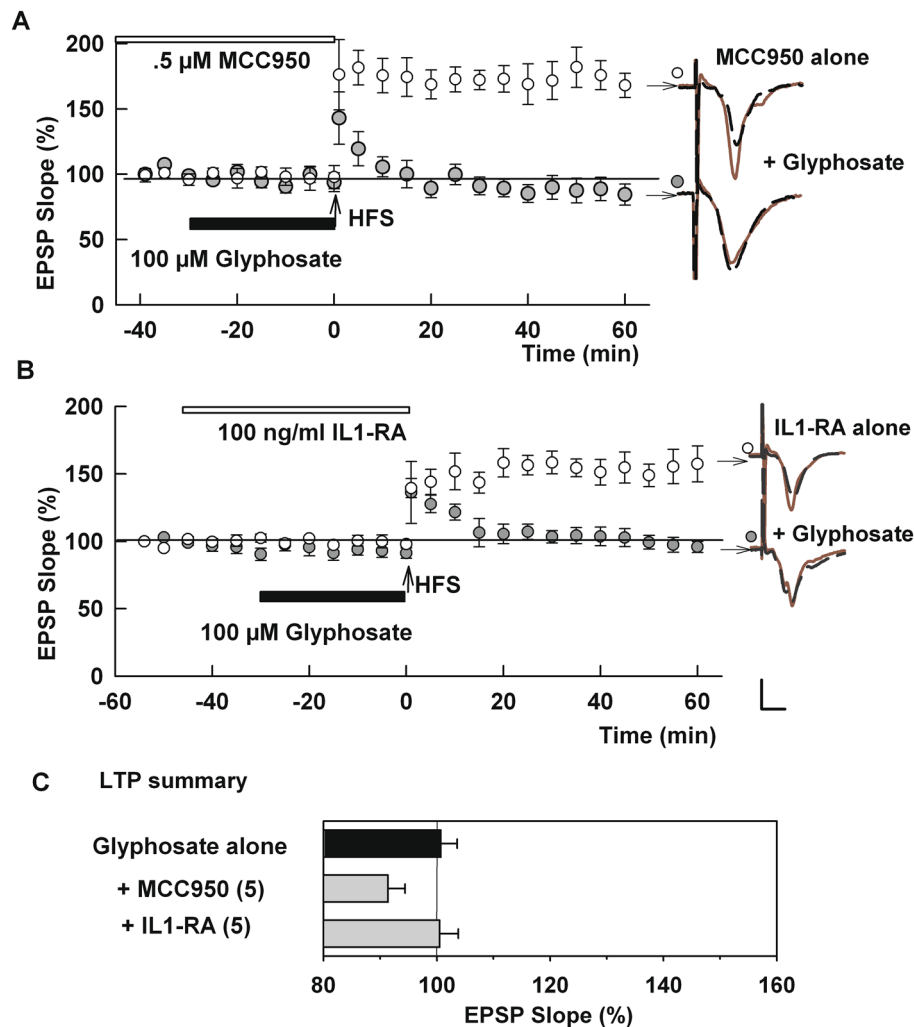 A
200
150
100
50
0
EPSP Slope (%)
.5 µM MCC950
HFS
100 µM Glyphosate
-40 -20 0 20 40 60
Time (min)
MCC950 alone
+ Glyphosate
B
200
150
100
50
0
EPSP Slope (%)
100 ng/ml IL1-RA
HFS
100 µM Glyphosate
-60 -40 -20 0 20 40 60
Time (min)
IL1-RA alone
+ Glyphosate
C LTP summary
Glyphosate alone
+ MCC950 (5)
+ IL1-RA (5)
80 100 120 140 160
EPSP Slope (%)